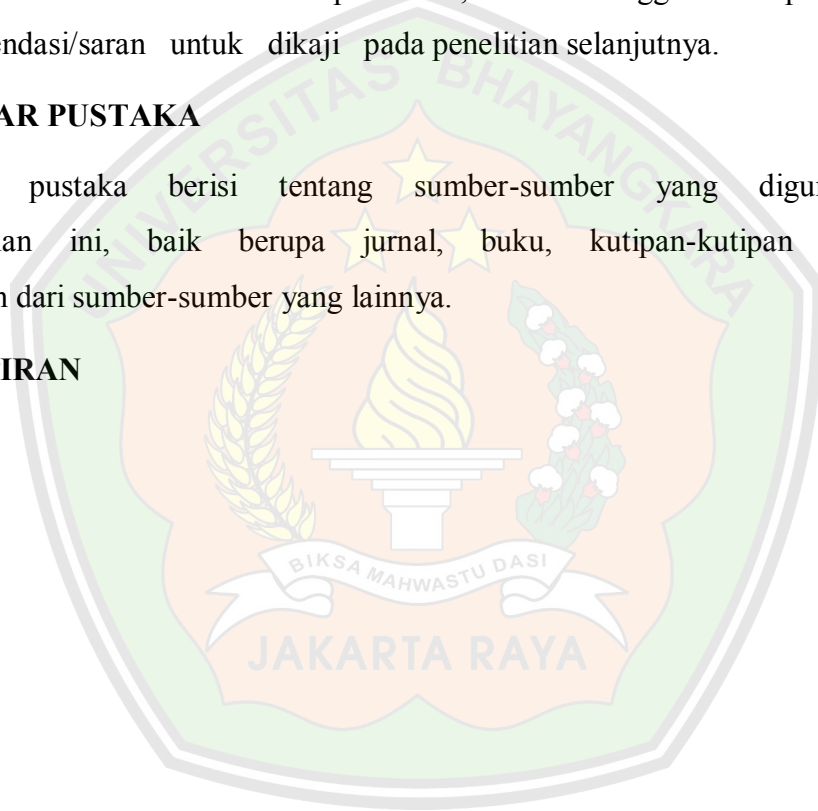 endasi/saran untuk dikaji pada penelitian selanjutnya.
AR PUSTAKA
pustaka berisi tentang sumber-sumber yang digu
an ini, baik berupa jurnal, buku, kutipan-kutipan
dari sumber-sumber yang lainnya.
IRAN
UNIVERSITAS BHAYANGKARA
BIKSA MAHWASTU DASI
JAKARTA RAYA